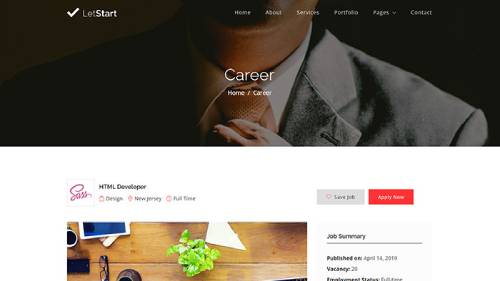 LetStart
Home About Services Portfolio Pages Contact
Career
Home / Career
Sass
HTML Developer
Design New Jersey Full Time
Save Job Apply Now
Job Summary
Published on: April 14, 2019
Vacancy: 20
Employment Status: Full-time